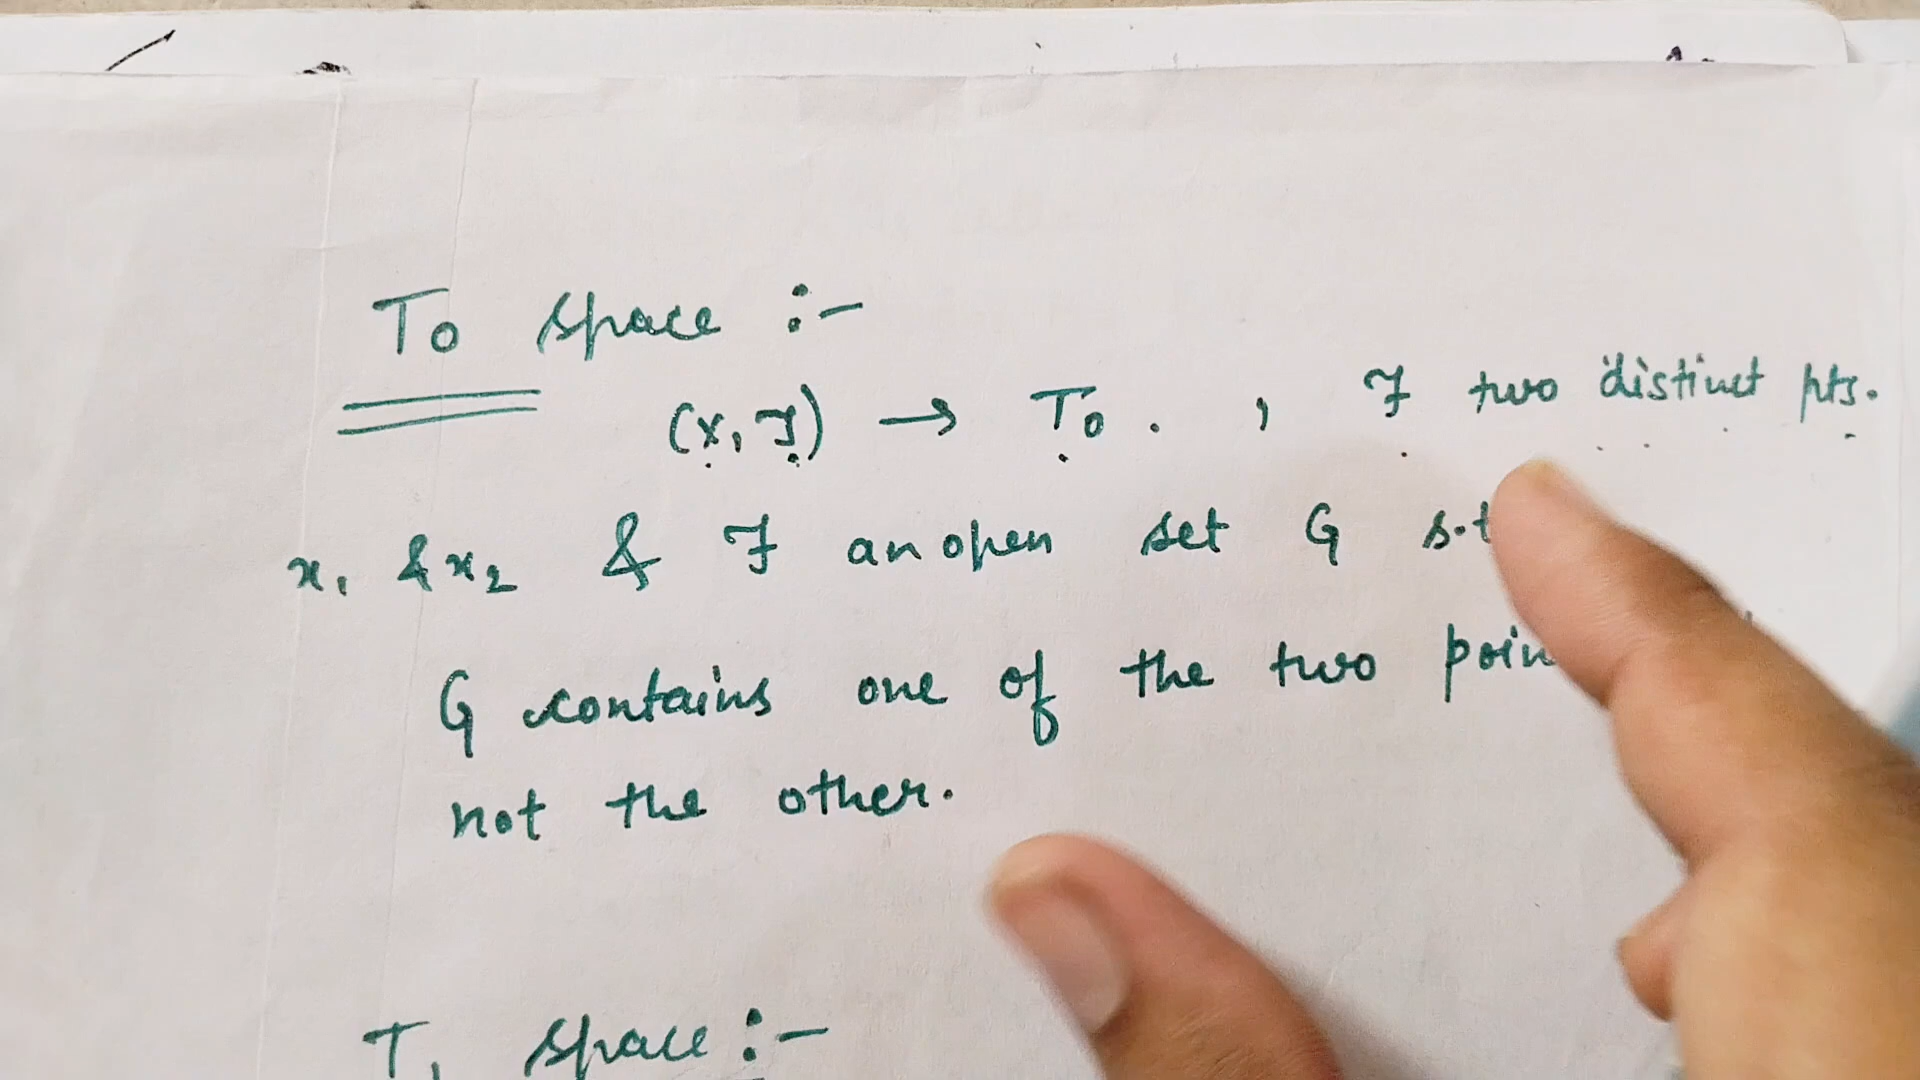 To space :-
(X, J) → To . , ∃ two distinct pts.
x1 & x2 & ∃ an open set G s.t
G contains one of the two
not the other.
T1 space :-